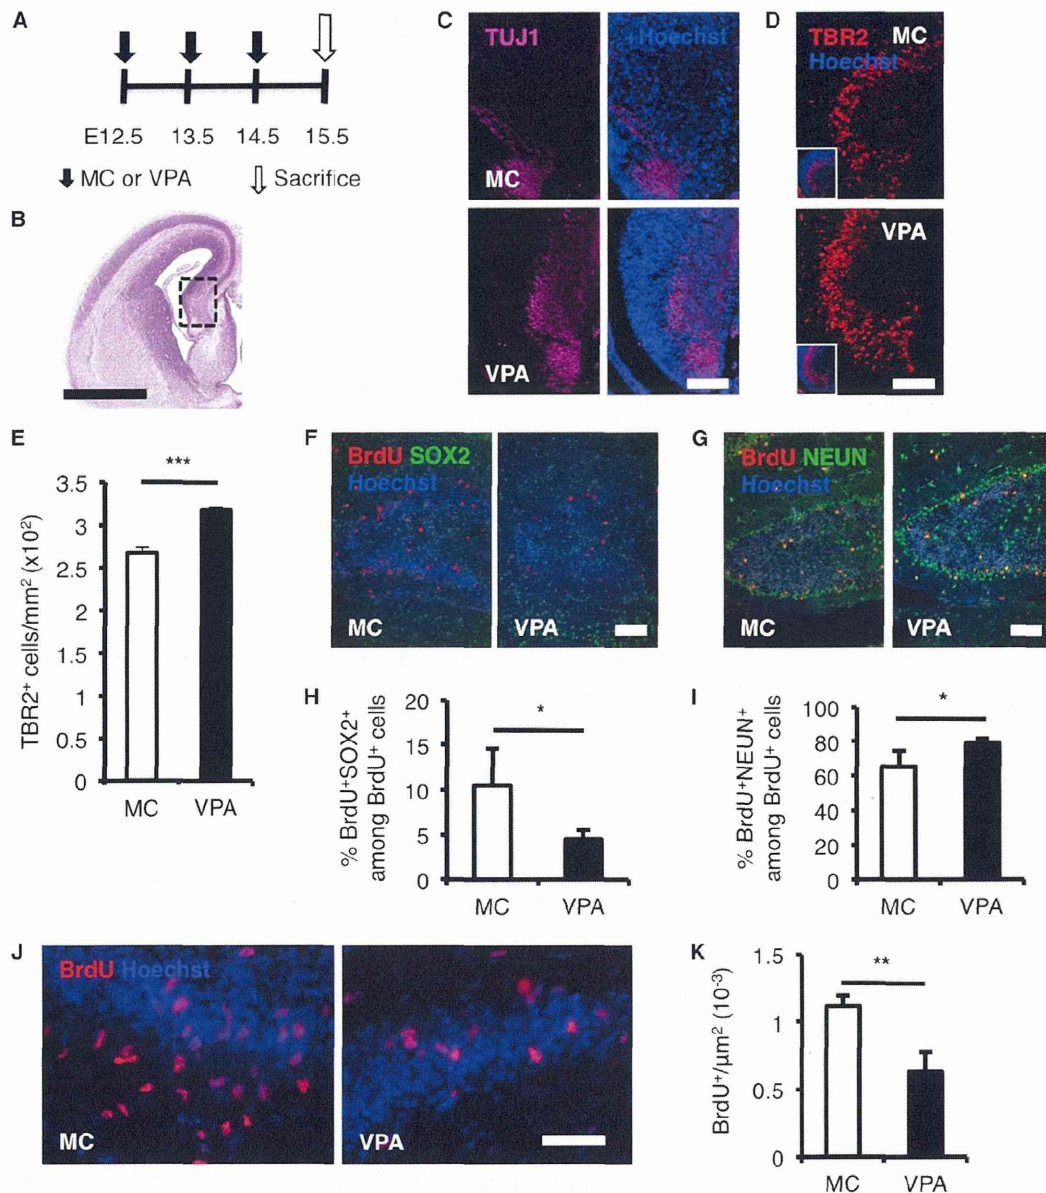 A
E12.5 13.5 14.5 15.5
MC or VPA Sacrifice
B
C
TUJ1 +Hoechst
MC
VPA
D
TBR2 MC
Hoechst
VPA
E
***
3.5
3
2.5
2
1.5
1
0.5
0
TBR2⁺ cells/mm² (x10²)
MC VPA
F
BrdU SOX2
Hoechst
MC VPA
G
BrdU NEUN
Hoechst
MC VPA
H
% BrdU⁺SOX2⁺
among BrdU⁺ cells
20
15
10
5
0
*
MC VPA
I
% BrdU⁺NEUN⁺
among BrdU⁺ cells
100
80
60
40
20
0
*
MC VPA
J
BrdU Hoechst
MC VPA
K
BrdU⁺/μm² (10⁻³)
1.5
1
0.5
0
**
MC VPA